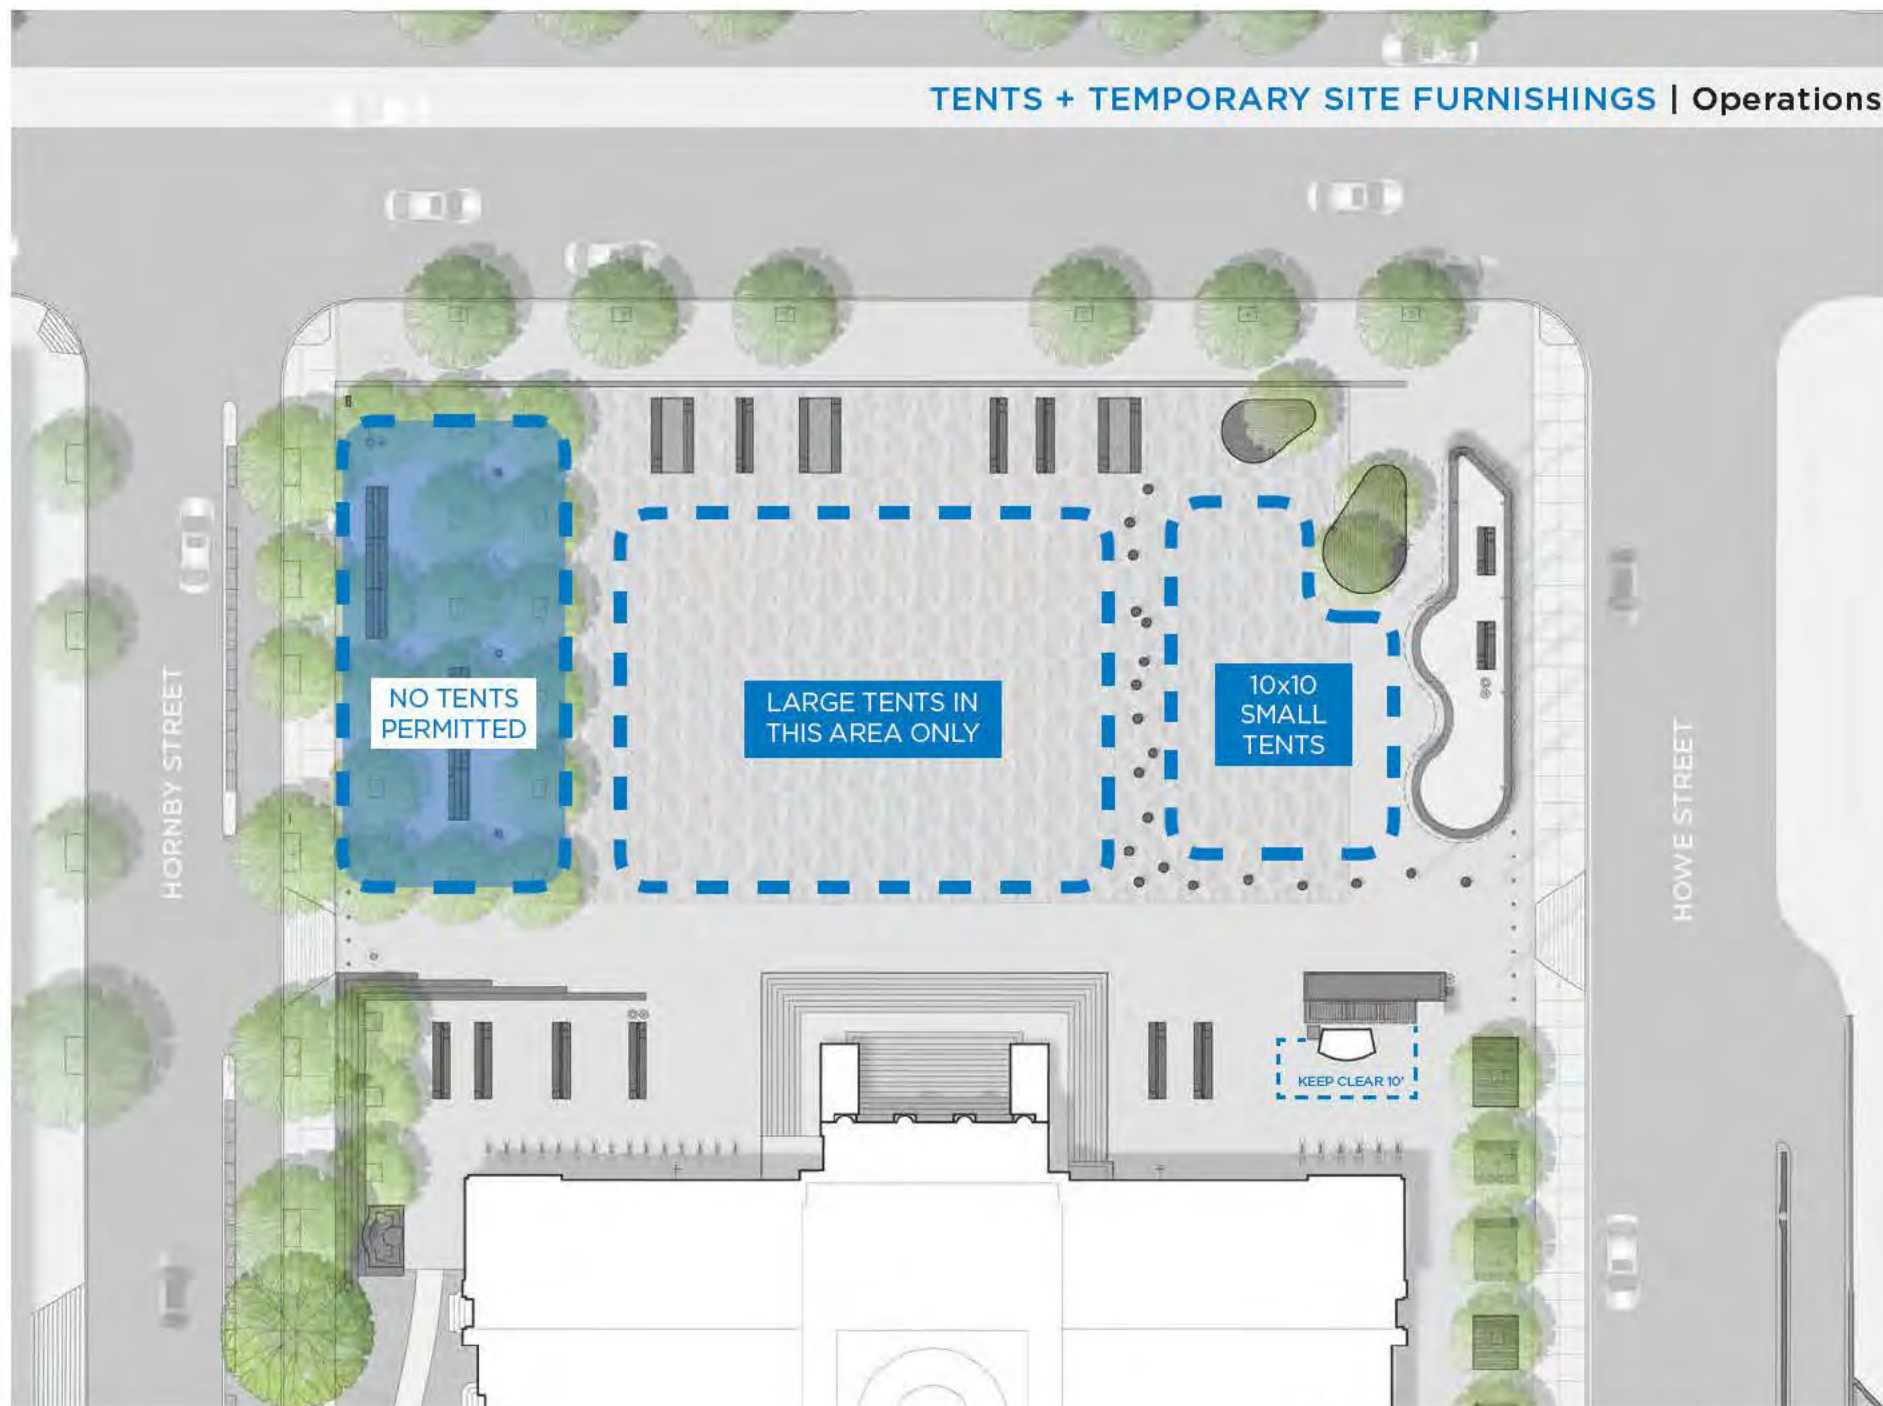 TENTS + TEMPORARY SITE FURNISHINGS | Operations
NO TENTS
PERMITTED
LARGE TENTS IN
THIS AREA ONLY
10x10
SMALL
TENTS
HORNBY STREET
HOWE STREET
KEEP CLEAR 10'